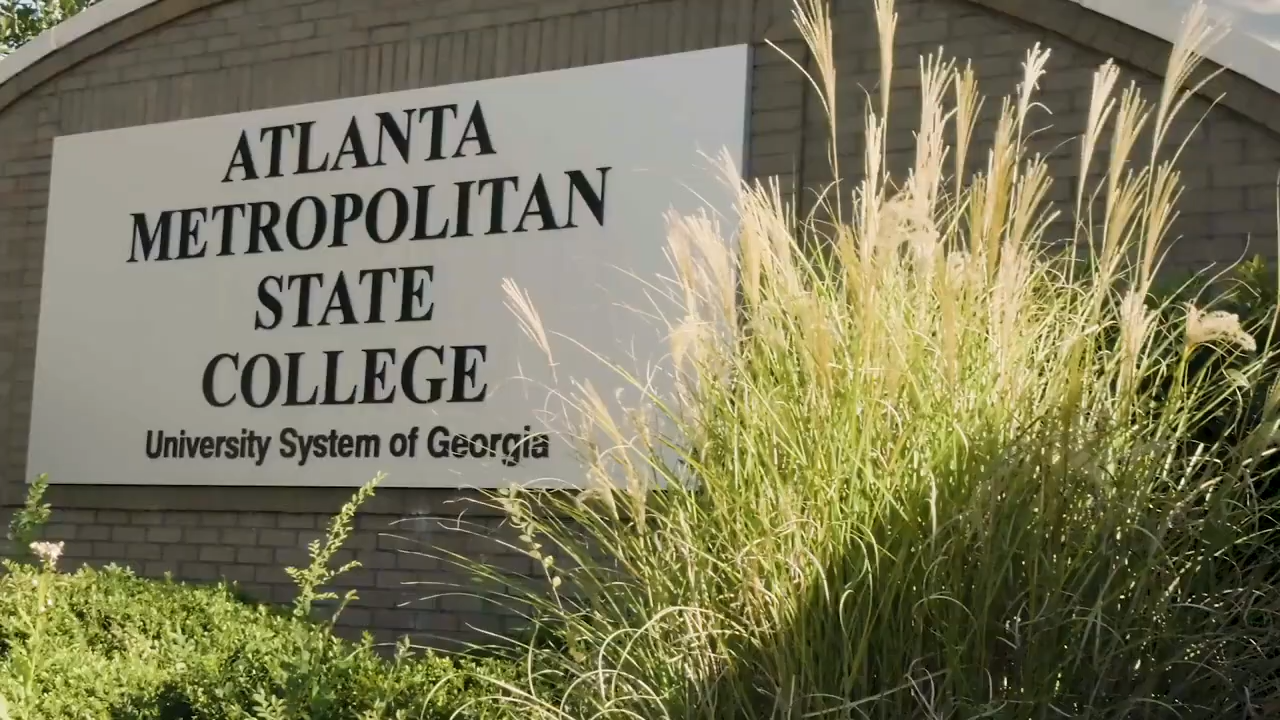 ATLANTA
METROPOLITAN
STATE
COLLEGE
University System of Georgia